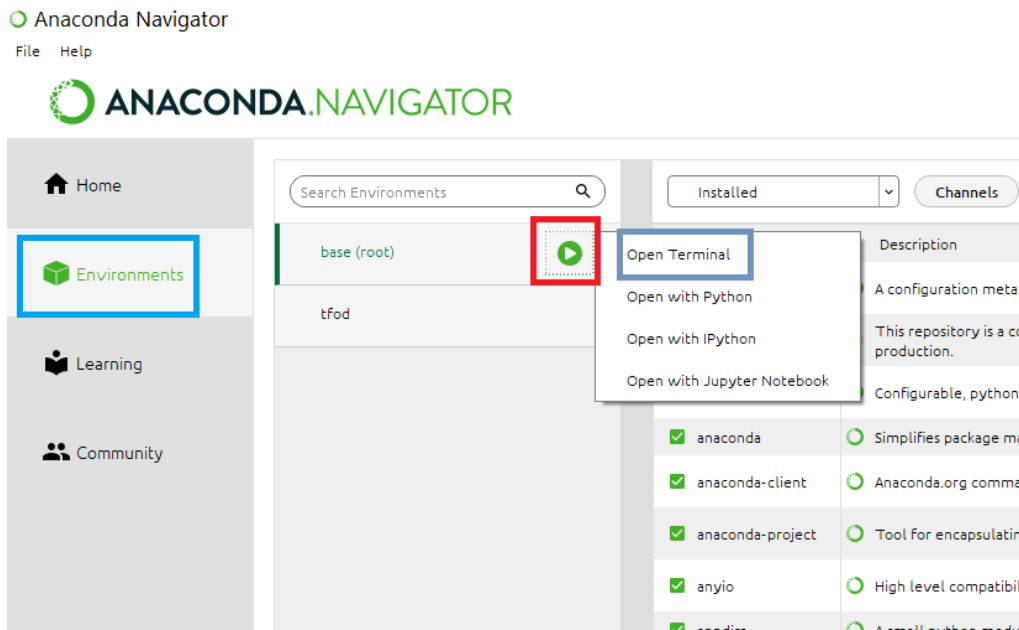 Anaconda Navigator
File Help
ANACONDA.NAVIGATOR
Home
Environments
Learning
Community
Search Environments
base (root)
tfod
Open Terminal
Open with Python
Open with IPython
Open with Jupyter Notebook
Installed
Channels
Description
A configuration meta
This repository is a co
production.
Configurable, python
anaconda Simplifies package ma
anaconda-client Anaconda.org comma
anaconda-project Tool for encapsulatin
anyio High level compatibil